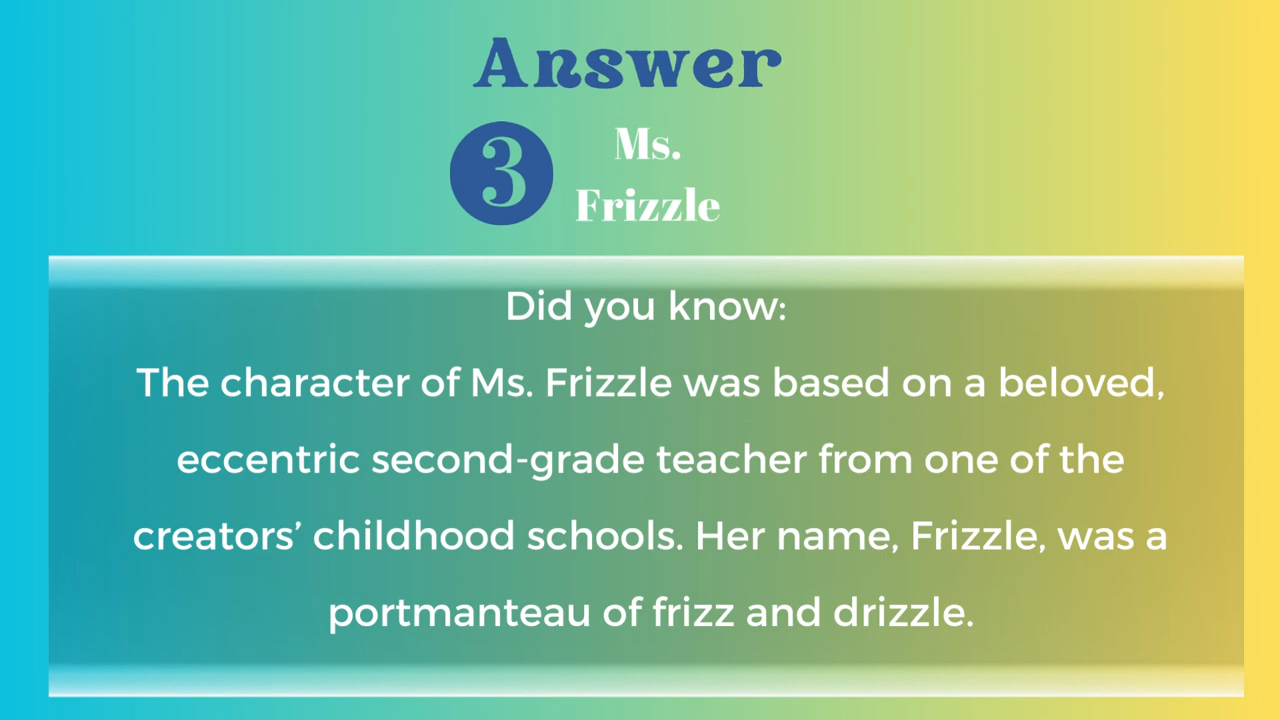 Answer
3
Ms.
Frizzle
Did you know:
The character of Ms. Frizzle was based on a beloved,
eccentric second-grade teacher from one of the
creators’ childhood schools. Her name, Frizzle, was a
portmanteau of frizz and drizzle.